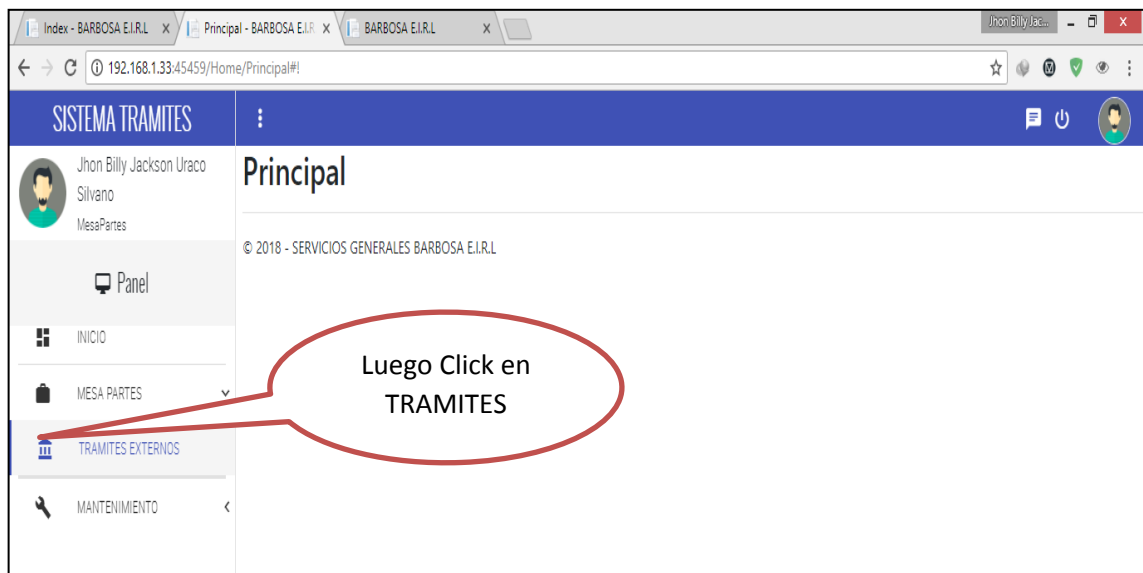 Index - BARBOSA E.I.R.L
Principal - BARBOSA E.I.R
BARBOSA E.I.R.L
Jhon Billy Jac...
192.168.1.33:45459/Home/Principal#!
SISTEMA TRAMITES
Jhon Billy Jackson Uraco
Silvano
MesaPartes
Panel
INICIO
MESA PARTES
TRAMITES EXTERNOS
MANTENIMIENTO
Principal
© 2018 - SERVICIOS GENERALES BARBOSA E.I.R.L
Luego Click en
TRAMITES